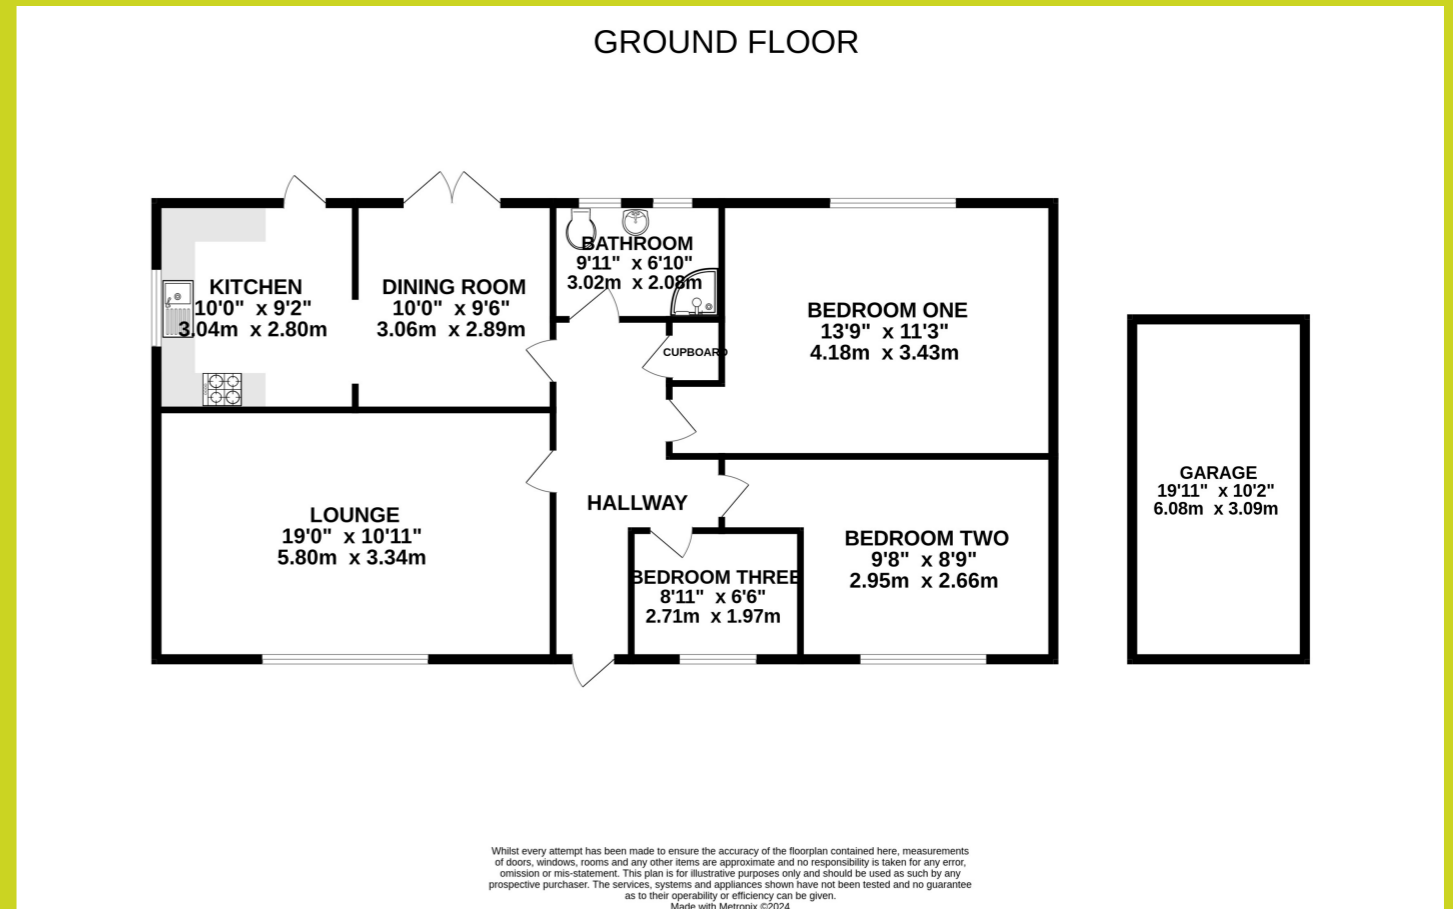 GROUND FLOOR
KITCHEN
10'0" x 9'2"
3.04m x 2.80m
DINING ROOM
10'0" x 9'6"
3.06m x 2.89m
BATHROOM
9'11" x 6'10"
3.02m x 2.08m
CUPBOARD
BEDROOM ONE
13'9" x 11'3"
4.18m x 3.43m
GARAGE
19'11" x 10'2"
6.08m x 3.09m
LOUNGE
19'0" x 10'11"
5.80m x 3.34m
HALLWAY
BEDROOM TWO
9'8" x 8'9"
2.95m x 2.66m
BEDROOM THREE
8'11" x 6'6"
2.71m x 1.97m
Whilst every attempt has been made to ensure the accuracy of the floorplan contained here, measurements
of doors, windows, rooms and any other items are approximate and no responsibility is taken for any error,
omission or mis-statement. This plan is for illustrative purposes only and should be used as such by any
prospective purchaser. The services, systems and appliances shown have not been tested and no guarantee
as to their operability or efficiency can be given.
Made with Metropix ©2024